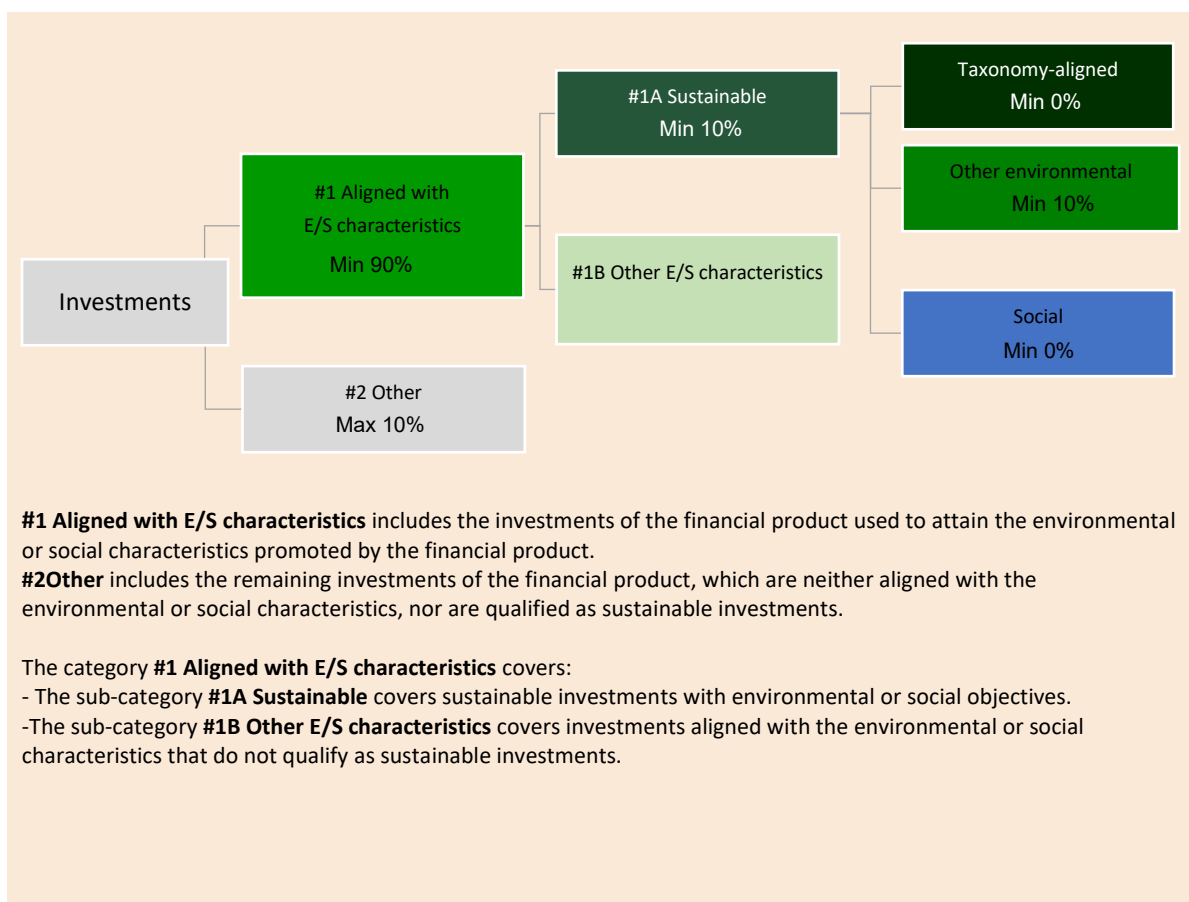 Investments
#1 Aligned with
E/S characteristics
Min 90%
#2 Other
Max 10%
#1A Sustainable
Min 10%
#1B Other E/S characteristics
Taxonomy-aligned
Min 0%
Other environmental
Min 10%
Social
Min 0%
#1 Aligned with E/S characteristics includes the investments of the financial product used to attain the environmental
or social characteristics promoted by the financial product.
#2Other includes the remaining investments of the financial product, which are neither aligned with the
environmental or social characteristics, nor are qualified as sustainable investments.
The category #1 Aligned with E/S characteristics covers:
- The sub-category #1A Sustainable covers sustainable investments with environmental or social objectives.
-The sub-category #1B Other E/S characteristics covers investments aligned with the environmental or social
characteristics that do not qualify as sustainable investments.